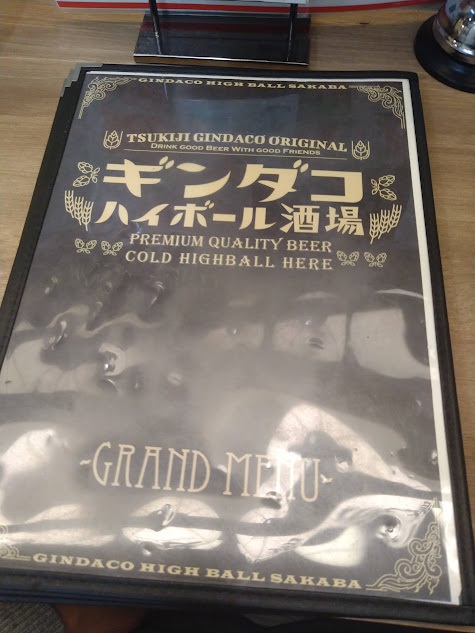 GINDACO HIGH BALL SAKABA
TSUKIJI GINDACO ORIGINAL
DRINK GOOD BEER WITH GOOD FRIENDS
ギンダコ
ハイボール酒場
PREMIUM QUALITY BEER
COLD HIGHBALL HERE
~GRAND MENU~
GINDACO HIGH BALL SAKABA